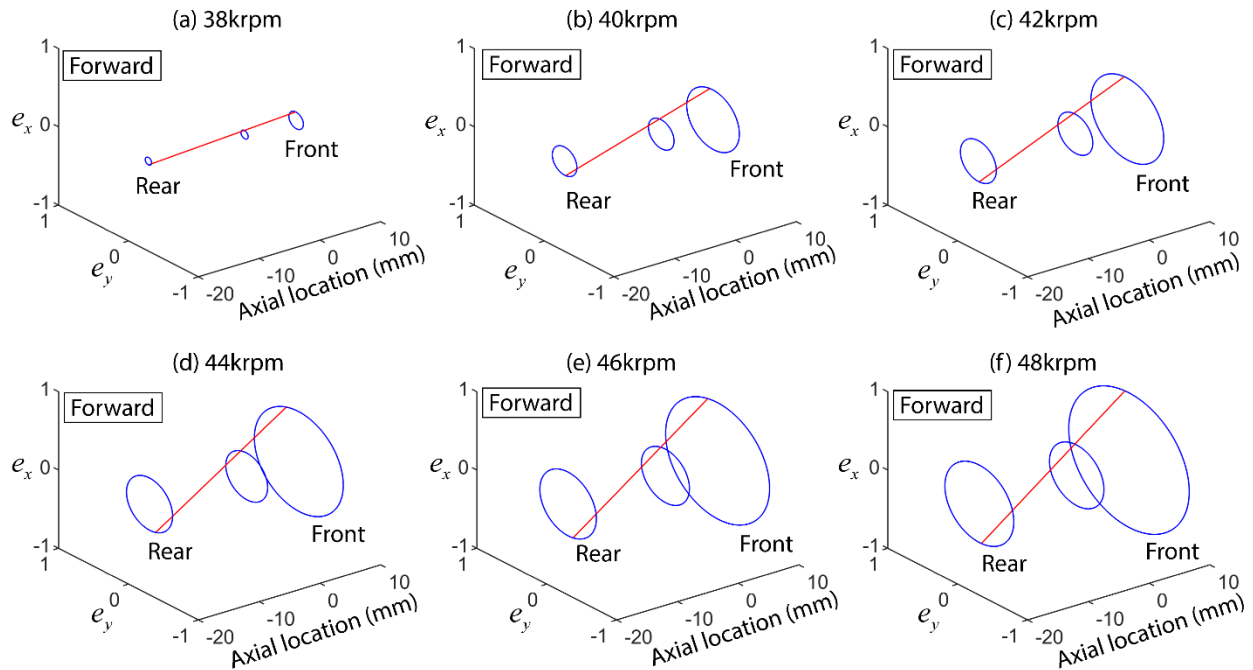 (a) 38krpm
(b) 40krpm
(c) 42krpm
1
Forward
e_x
0
Front
Rear
-1
1
0
e_y
-1
-20
-10
0
10
Axial location (mm)
1
Forward
e_x
0
Front
Rear
-1
1
0
e_y
-1
-20
-10
0
10
Axial location (mm)
1
Forward
e_x
0
Front
Rear
-1
1
0
e_y
-1
-20
-10
0
10
Axial location (mm)
(d) 44krpm
(e) 46krpm
(f) 48krpm
1
Forward
e_x
0
Front
Rear
-1
1
0
e_y
-1
-20
-10
0
10
Axial location (mm)
1
Forward
e_x
0
Front
Rear
-1
1
0
e_y
-1
-20
-10
0
10
Axial location (mm)
1
Forward
e_x
0
Front
Rear
-1
1
0
e_y
-1
-20
-10
0
10
Axial location (mm)